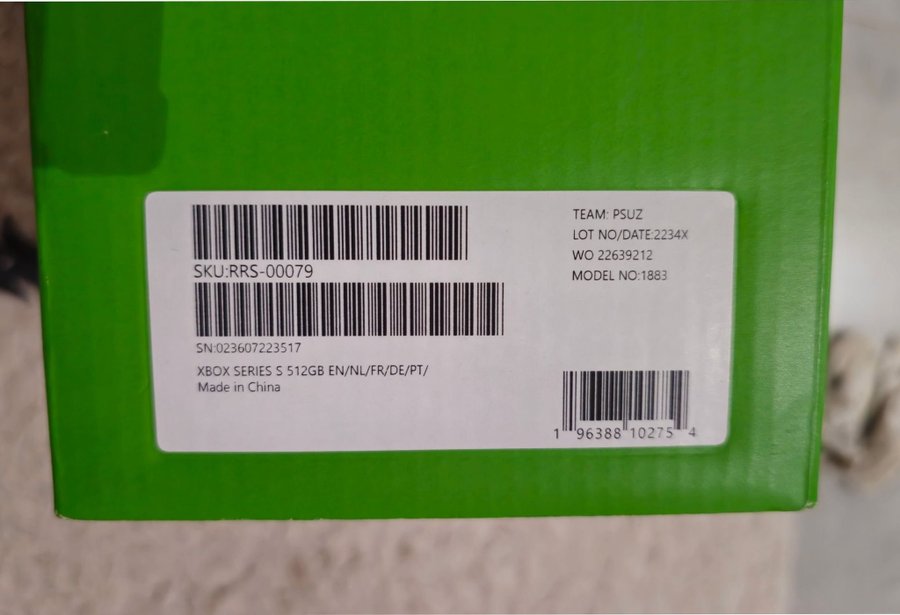 SKU:RRS-00079
SN:023607223517
XBOX SERIES S 512GB EN/NL/FR/DE/PT/
Made in China
TEAM: PSUZ
LOT NO/DATE:2234X
WO 22639212
MODEL NO:1883
1 96388 10275 4